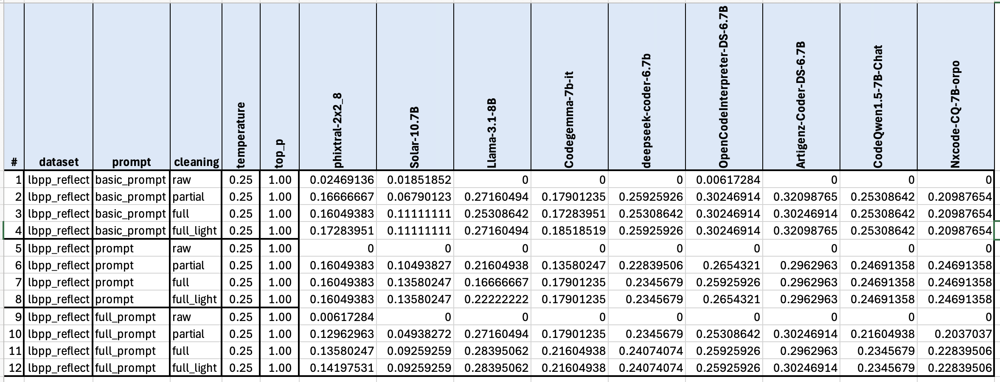 # dataset prompt cleaning temperature top_p phixtral-2x2_8 Solar-10.7B Llama-3.1-8B Codegemma-7b-it deepseek-coder-6.7b OpenCodeInterpreter-DS-6.7B Artigenz-Coder-DS-6.7B CodeQwen1.5-7B-Chat Nxcode-CQ-7B-orpo
1 lbpp_reflect basic_prompt raw 0.25 1.00 0.02469136 0.01851852 0 0 0 0.00617284 0 0 0
2 lbpp_reflect basic_prompt partial 0.25 1.00 0.16666667 0.06790123 0.27160494 0.17901235 0.25925926 0.30246914 0.32098765 0.25308642 0.20987654
3 lbpp_reflect basic_prompt full 0.25 1.00 0.16049383 0.11111111 0.25308642 0.17283951 0.25308642 0.30246914 0.30246914 0.25308642 0.20987654
4 lbpp_reflect basic_prompt full_light 0.25 1.00 0.17283951 0.11111111 0.27160494 0.18518519 0.25925926 0.30246914 0.32098765 0.25308642 0.20987654
5 lbpp_reflect prompt raw 0.25 1.00 0 0 0 0 0 0 0 0 0
6 lbpp_reflect prompt partial 0.25 1.00 0.16049383 0.10493827 0.21604938 0.13580247 0.22839506 0.2654321 0.2962963 0.24691358 0.24691358
7 lbpp_reflect prompt full 0.25 1.00 0.16049383 0.13580247 0.16666667 0.17901235 0.2345679 0.25925926 0.2962963 0.24691358 0.24691358
8 lbpp_reflect prompt full_light 0.25 1.00 0.16049383 0.13580247 0.22222222 0.17901235 0.2345679 0.2654321 0.2962963 0.24691358 0.24691358
9 lbpp_reflect full_prompt raw 0.25 1.00 0.00617284 0 0 0 0 0 0 0 0
10 lbpp_reflect full_prompt partial 0.25 1.00 0.12962963 0.04938272 0.27160494 0.17901235 0.2345679 0.25308642 0.30246914 0.21604938 0.2037037
11 lbpp_reflect full_prompt full 0.25 1.00 0.13580247 0.09259259 0.28395062 0.21604938 0.24074074 0.25925926 0.2962963 0.2345679 0.22839506
12 lbpp_reflect full_prompt full_light 0.25 1.00 0.14197531 0.09259259 0.28395062 0.21604938 0.24074074 0.25925926 0.30246914 0.2345679 0.22839506